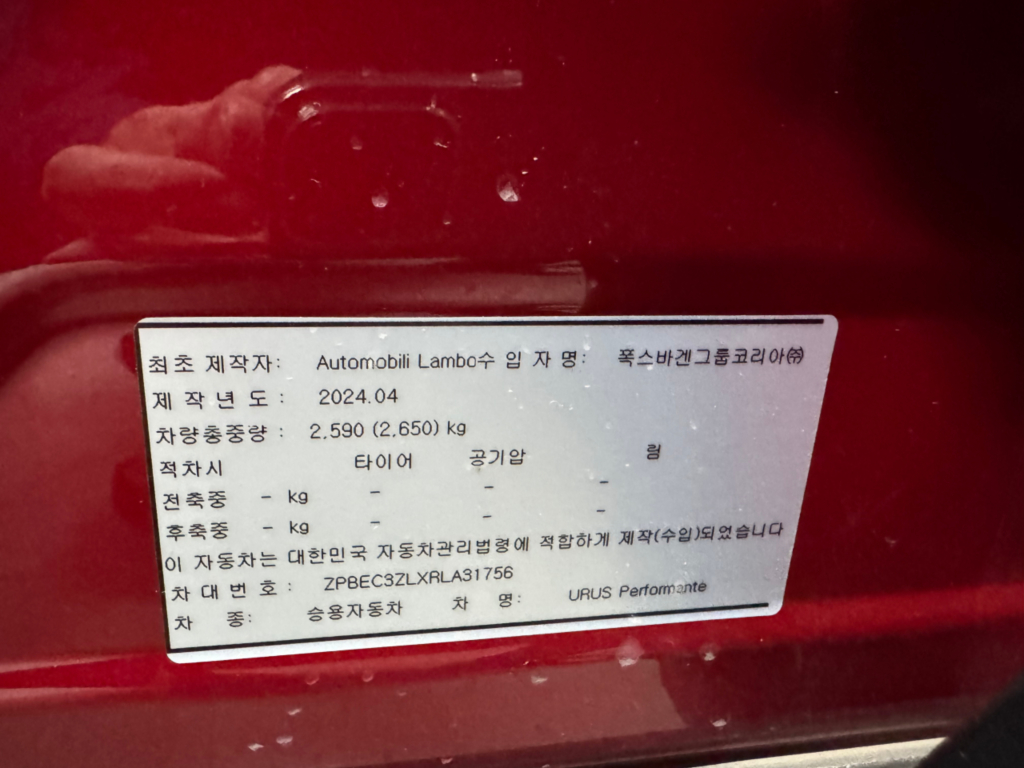 최초 제작자: Automobili Lambo수 입 자 명: 폭스바겐그룹코리아㈜
제 작 년 도 : 2024.04
차량총중량 : 2,590 (2,650) kg
적차시 타이어 공기압 림
전축중 - kg - - -
후축중 - kg - - -
이 자동차는 대한민국 자동차관리법령에 적합하게 제작(수입)되었습니다
차 대 번 호 : ZPBEC3ZLXRLA31756
차 종: 승용자동차 차 명: URUS Performante